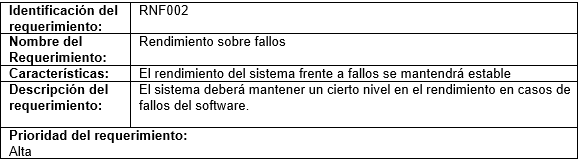 Identificación del requerimiento: RNF002
Nombre del Requerimiento: Rendimiento sobre fallos
Características: El rendimiento del sistema frente a fallos se mantendrá estable
Descripción del requerimiento: El sistema deberá mantener un cierto nivel en el rendimiento en casos de fallos del software.
Prioridad del requerimiento:
Alta